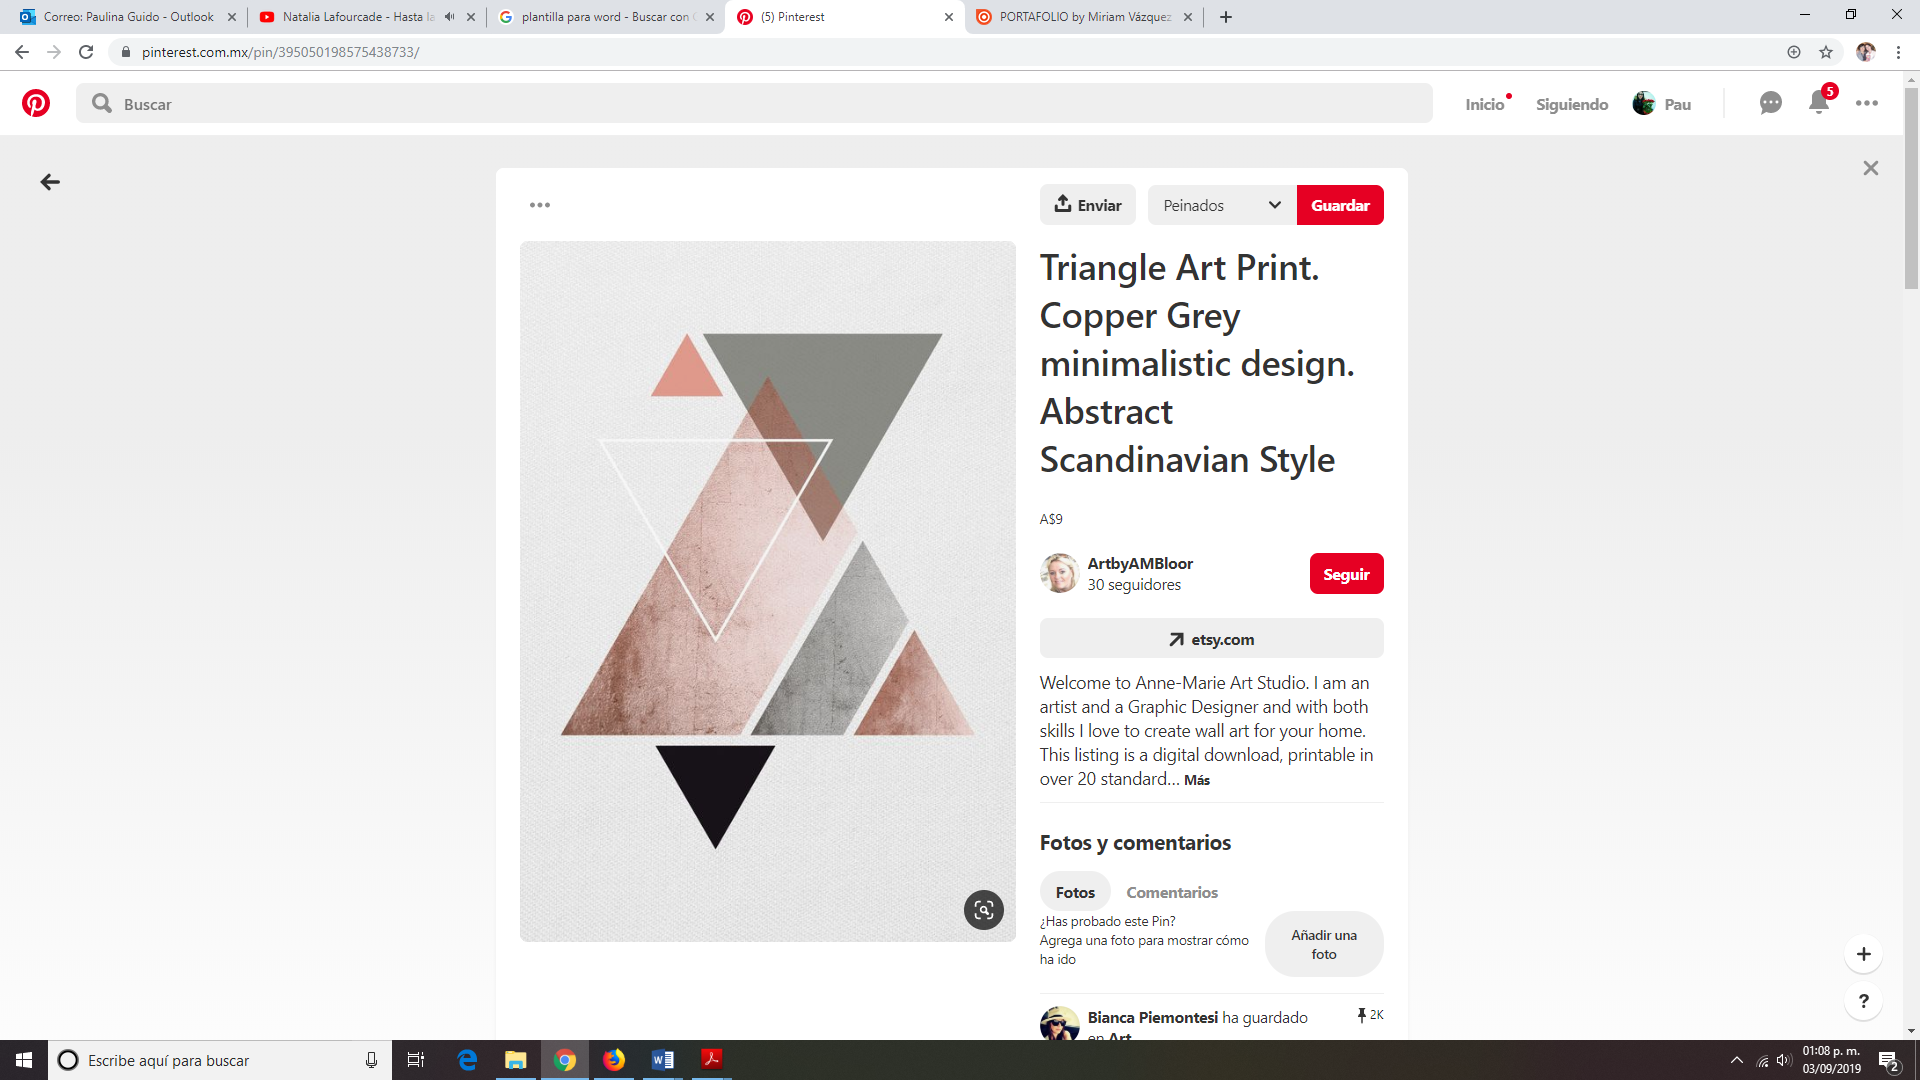 Correo: Paulina Guido - Outlook
Natalia Lafourcade - Hasta la
plantilla para word - Buscar con
(5) Pinterest
PORTAFOLIO by Miriam Vázquez
pinterest.com.mx/pin/395050198575438733/
Buscar
Inicio
Siguiendo
Pau
5
Enviar
Peinados
Guardar
Triangle Art Print.
Copper Grey
minimalistic design.
Abstract
Scandinavian Style
A$9
ArtbyAMBloor
30 seguidores
Seguir
etsy.com
Welcome to Anne-Marie Art Studio. I am an
artist and a Graphic Designer and with both
skills I love to create wall art for your home.
This listing is a digital download, printable in
over 20 standard... Más
Fotos y comentarios
Fotos
Comentarios
¿Has probado este Pin?
Agrega una foto para mostrar cómo
ha ido
Añadir una
foto
Bianca Piemontesi ha guardado
en Art
2K
?
Escribe aquí para buscar
01:08 p. m.
03/09/2019
2